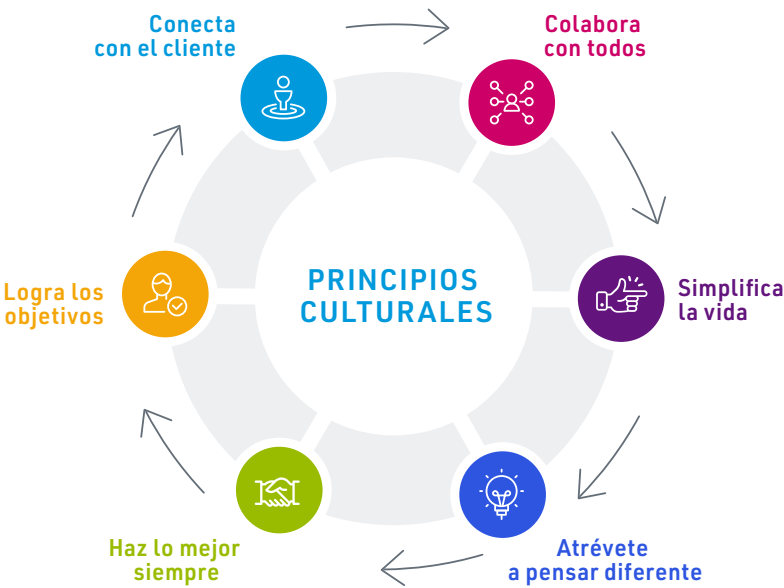 Conecta
con el cliente
Colabora
con todos
Simplifica
la vida
Atrévete
a pensar diferente
Haz lo mejor
siempre
Logra los
objetivos
PRINCIPIOS
CULTURALES